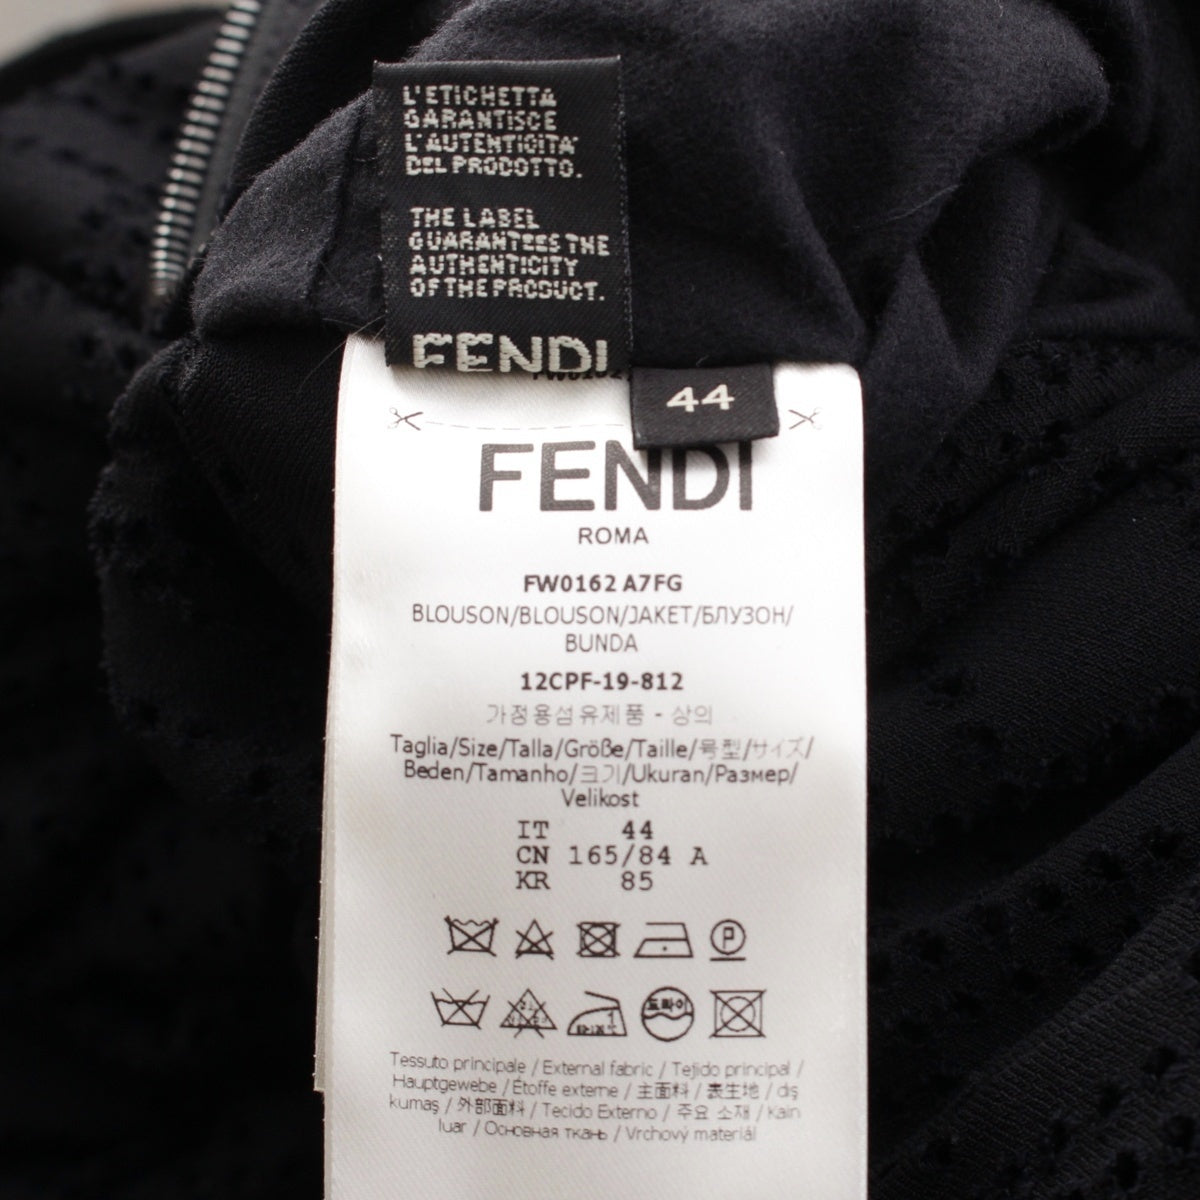 L'ETICHETTA
GARANTISCE
L'AUTENTICITA'
DEL PRODOTTO.
THE LABEL
GUARANTEES THE
AUTHENTICITY
OF THE PRODUCT.
FENDI
44
FENDI
ROMA
FW0162 A7FG
BLOUSON/BLOUSON/JAKET/БЛУЗОН/
BUNDA
12CPF-19-812
가정용섬유제품 - 상의
Taglia/Size/Talla/Größe/Taille/号型/サイズ/
Beden/Tamanho/크기/Ukuran/Размер/
Velikost
IT 44
CN 165/84 A
KR 85
P
드라이
Tessuto principale / External fabric / Tejido principal /
Hauptgewebe / Étoffe externe / 主面料 / 表生地 / dış
kumaş / 外部面料 / Tecido Externo / 주요 소재 / Kain
luar / Основная ткань / Vrchový materiál